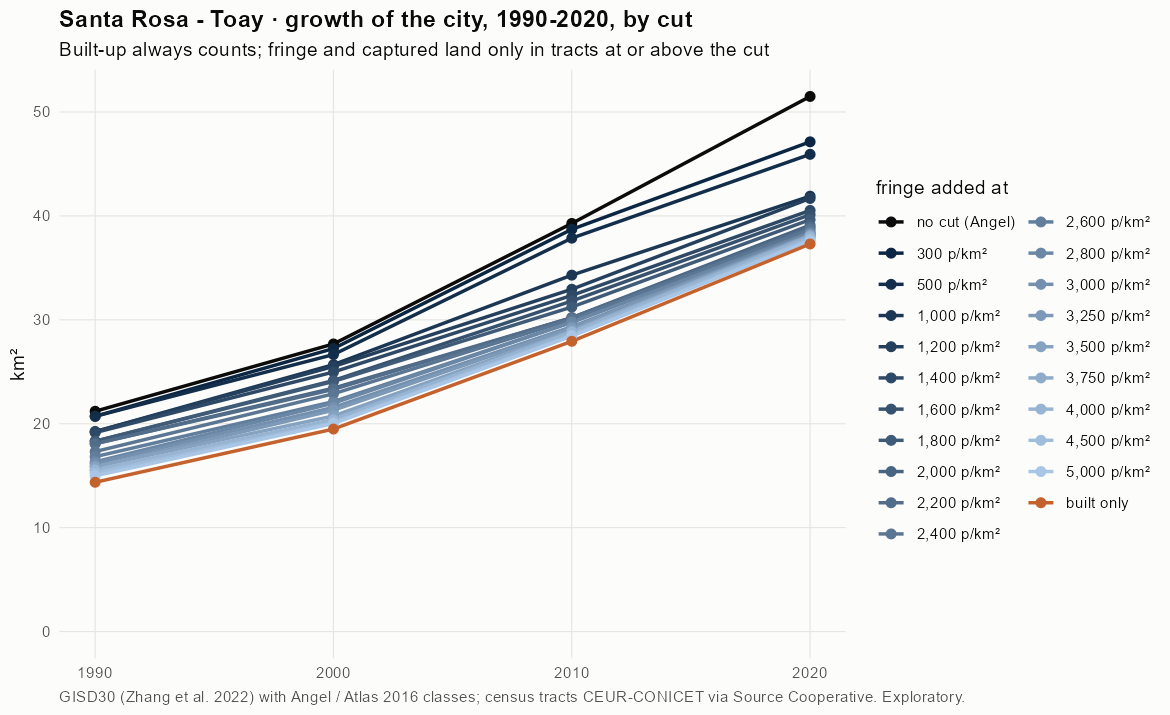 Santa Rosa - Toay · growth of the city, 1990-2020, by cut
Built-up always counts; fringe and captured land only in tracts at or above the cut
km²
50
40
30
20
10
0
1990
2000
2010
2020
fringe added at
no cut (Angel)
300 p/km²
500 p/km²
1,000 p/km²
1,200 p/km²
1,400 p/km²
1,600 p/km²
1,800 p/km²
2,000 p/km²
2,200 p/km²
2,400 p/km²
2,600 p/km²
2,800 p/km²
3,000 p/km²
3,250 p/km²
3,500 p/km²
3,750 p/km²
4,000 p/km²
4,500 p/km²
5,000 p/km²
built only
GISD30 (Zhang et al. 2022) with Angel / Atlas 2016 classes; census tracts CEUR-CONICET via Source Cooperative. Exploratory.